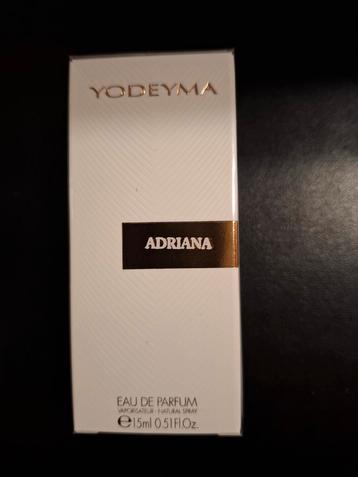 YODEYMA
ADRIANA
EAU DE PARFUM
VAPORISATEUR - NATURAL SPRAY
℮15ml 0.51Fl.Oz.